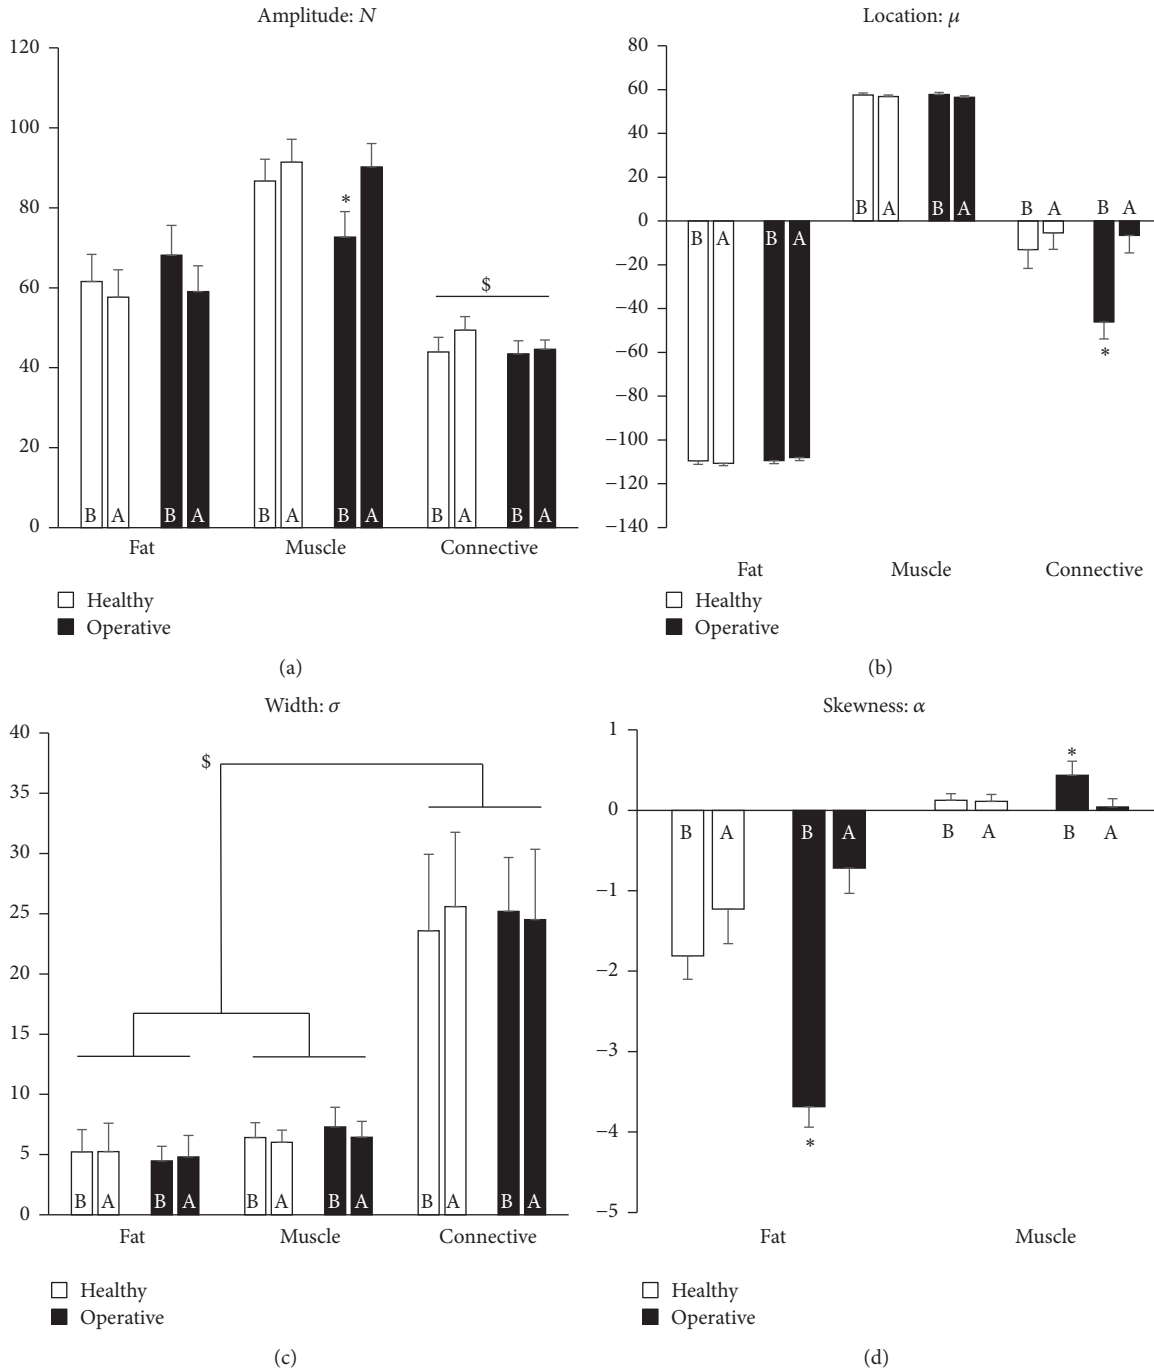 Amplitude: N
120
100
80
60
40
20
0
*
$
B A B A B A B A B A B A
Fat Muscle Connective
Healthy
Operative
(a)
Location: μ
80
60
40
20
0
−20
−40
−60
−80
−100
−120
−140
B A B A B A B A
B A B A
*
Fat Muscle Connective
Healthy
Operative
(b)
Width: σ
40
35
30
25
20
15
10
5
0
$
B A B A B A B A B A B A
Fat Muscle Connective
Healthy
Operative
(c)
Skewness: α
1
0
−1
−2
−3
−4
−5
*
B A B A B A B A
*
Fat Muscle
Healthy
Operative
(d)